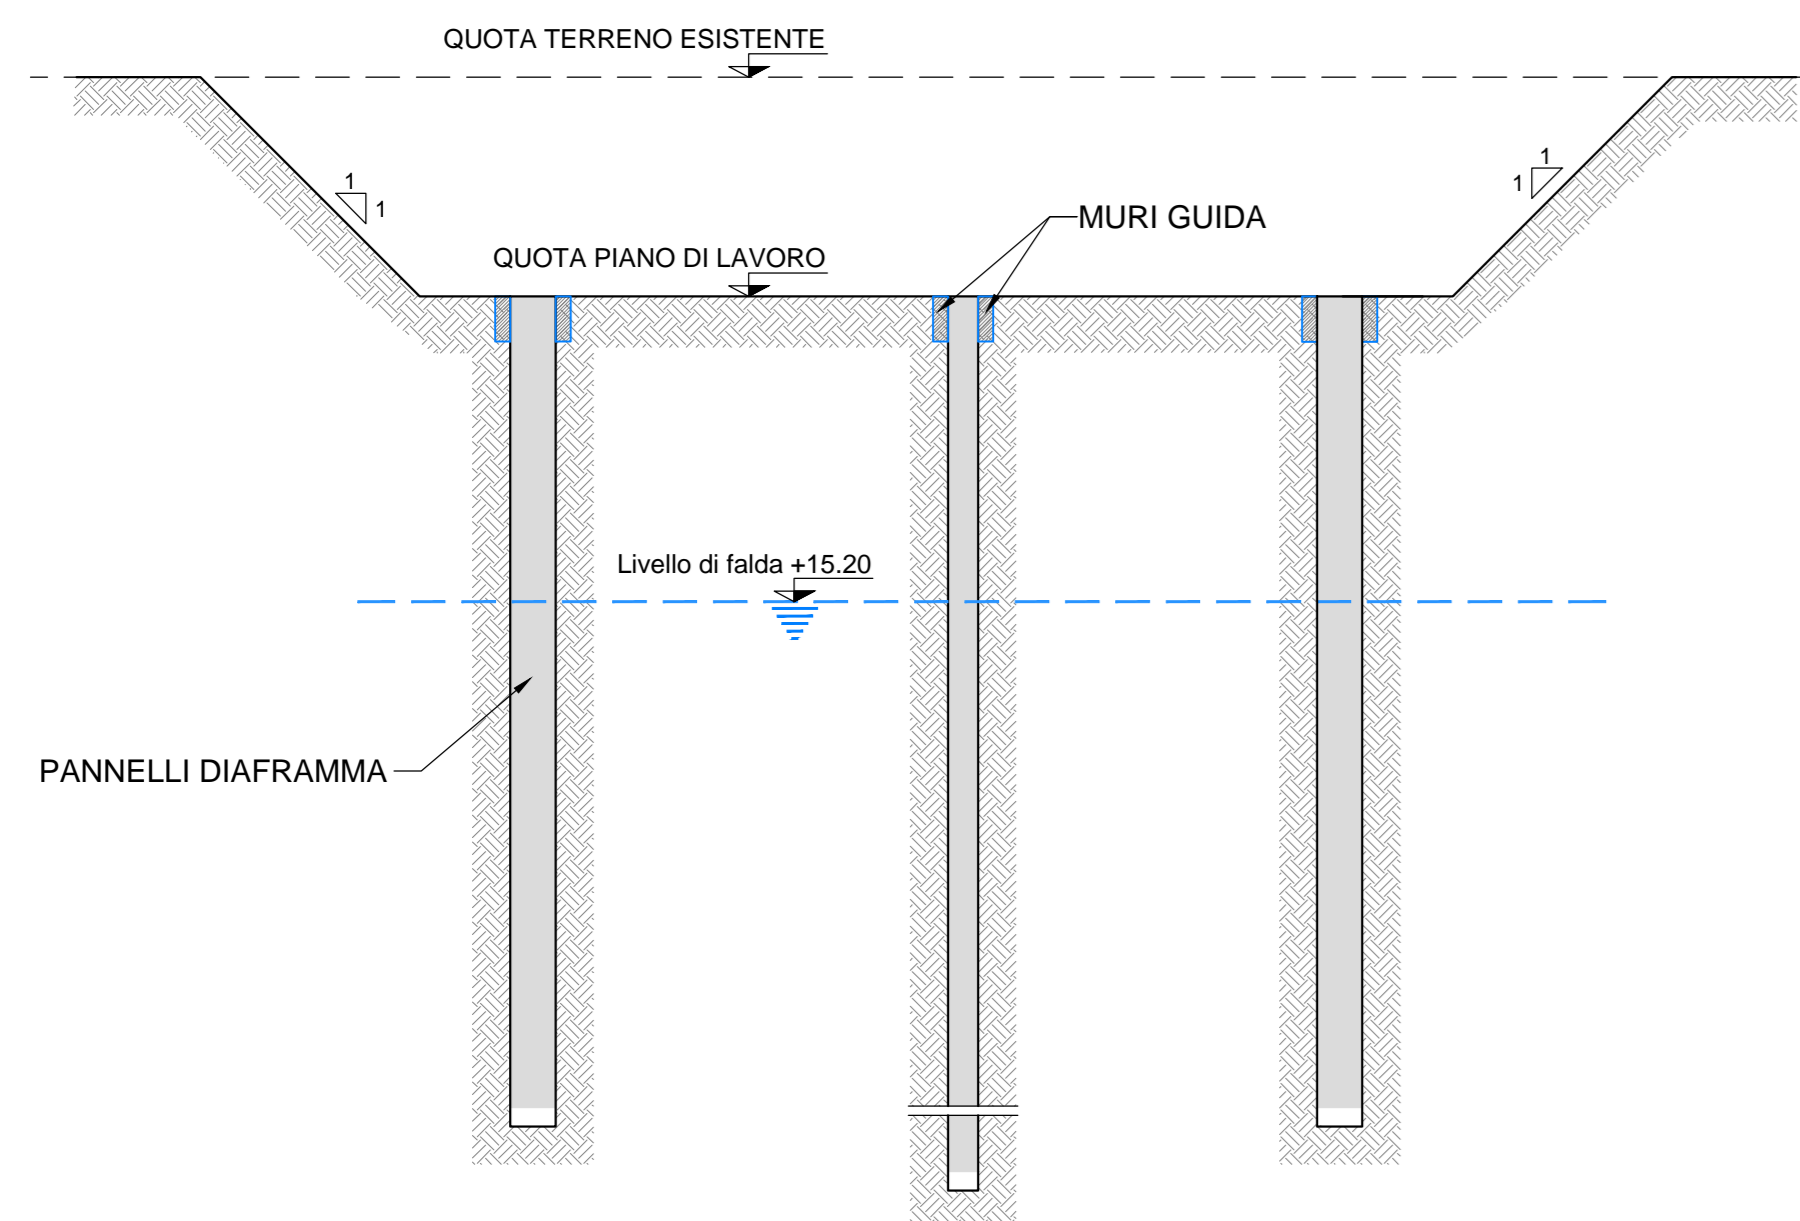 QUOTA TERRENO ESISTENTE
1
1
1
1
MURI GUIDA
QUOTA PIANO DI LAVORO
Livello di falda +15.20
PANNELLI DIAFRAMMA